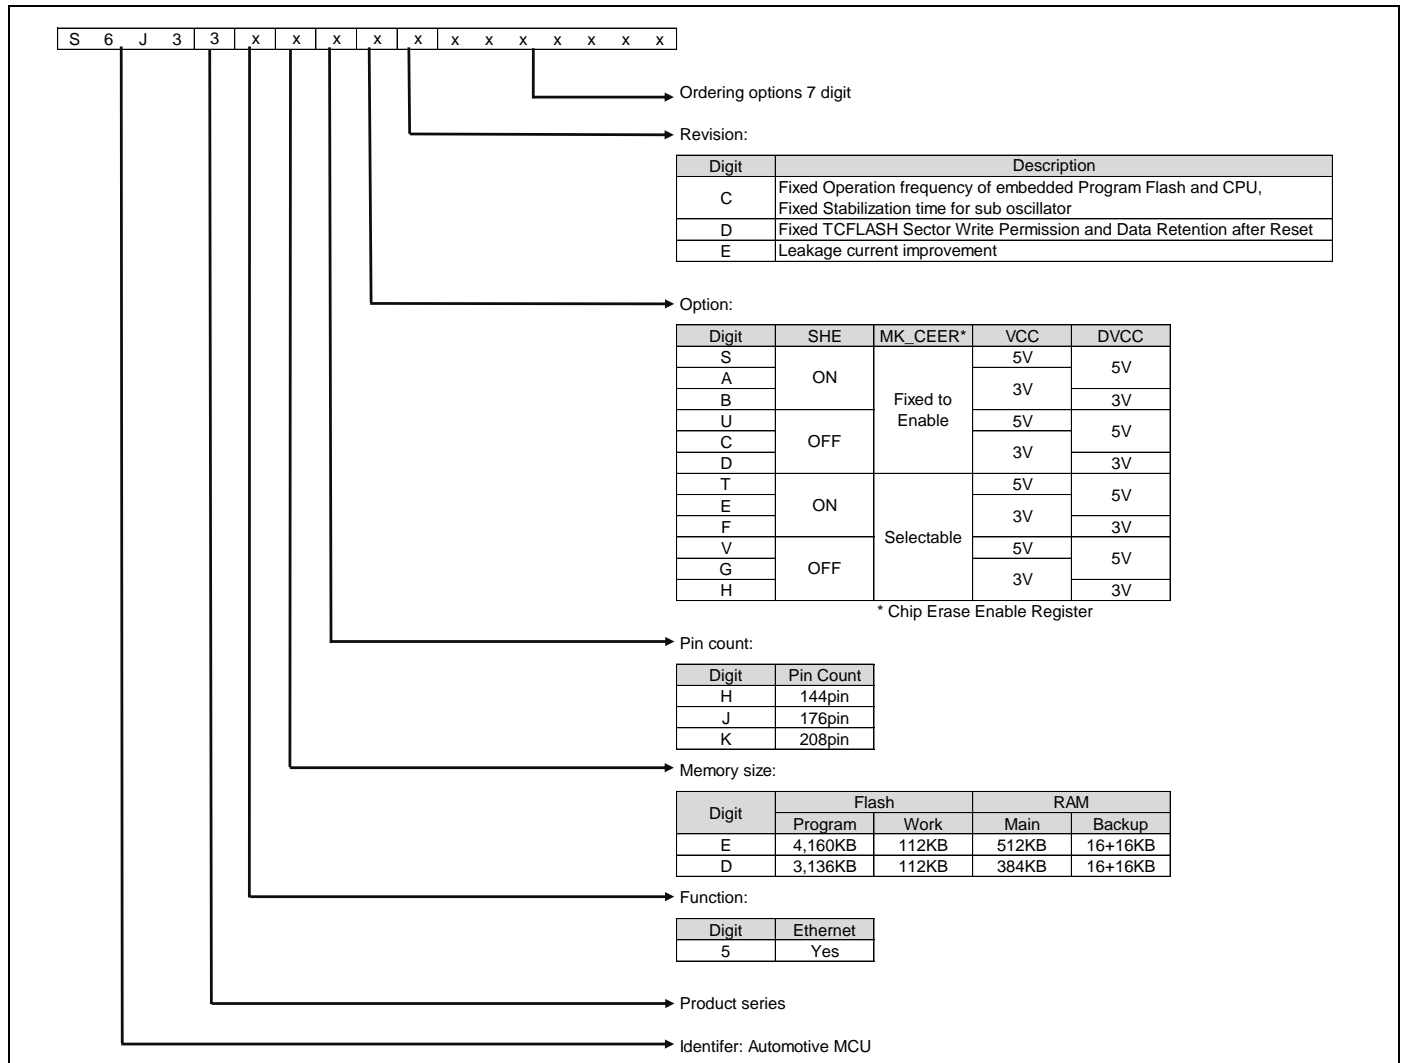 S 6 J 3 3 x x x x x x x x x x x x
Ordering options 7 digit
Revision:
Digit Description
C Fixed Operation frequency of embedded Program Flash and CPU,
Fixed Stabilization time for sub oscillator
D Fixed TCFLASH Sector Write Permission and Data Retention after Reset
E Leakage current improvement
Option:
Digit SHE MK_CEER* VCC DVCC
S 5V
5V
A ON
3V
B Fixed to 3V
U Enable 5V
5V
C OFF
3V
D 3V
T 5V
5V
E ON
3V
F 3V
Selectable
V 5V
5V
G OFF
3V
H 3V
* Chip Erase Enable Register
Pin count:
Digit Pin Count
H 144pin
J 176pin
K 208pin
Memory size:
Digit Flash RAM
Program Work Main Backup
E 4,160KB 112KB 512KB 16+16KB
D 3,136KB 112KB 384KB 16+16KB
Function:
Digit Ethernet
5 Yes
Product series
Identifer: Automotive MCU